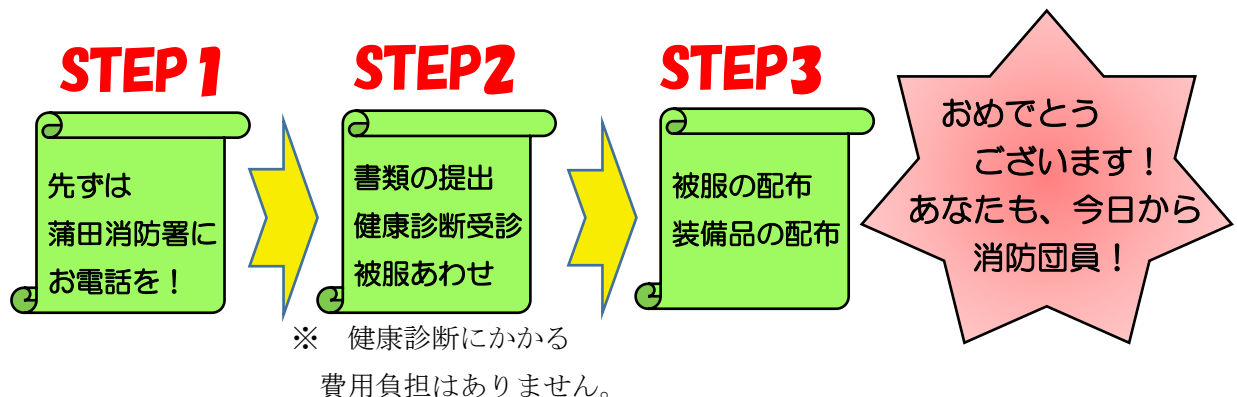 STEP1
先ずは
蒲田消防署に
お電話を！
STEP2
書類の提出
健康診断受診
被服あわせ
※　健康診断にかかる
費用負担はありません。
STEP3
被服の配布
装備品の配布
おめでとう
ございます！
あなたも、今日から
消防団員！